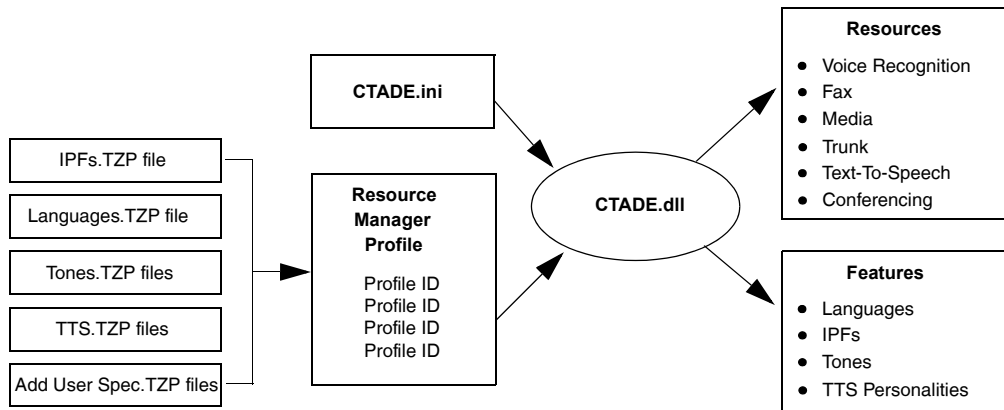 IPFs.TZP file
Languages.TZP file
Tones.TZP files
TTS.TZP files
Add User Spec.TZP files
CTADE.ini
Resource
Manager
Profile
Profile ID
Profile ID
Profile ID
Profile ID
CTADE.dll
Resources
• Voice Recognition
• Fax
• Media
• Trunk
• Text-To-Speech
• Conferencing
Features
• Languages
• IPFs
• Tones
• TTS Personalities